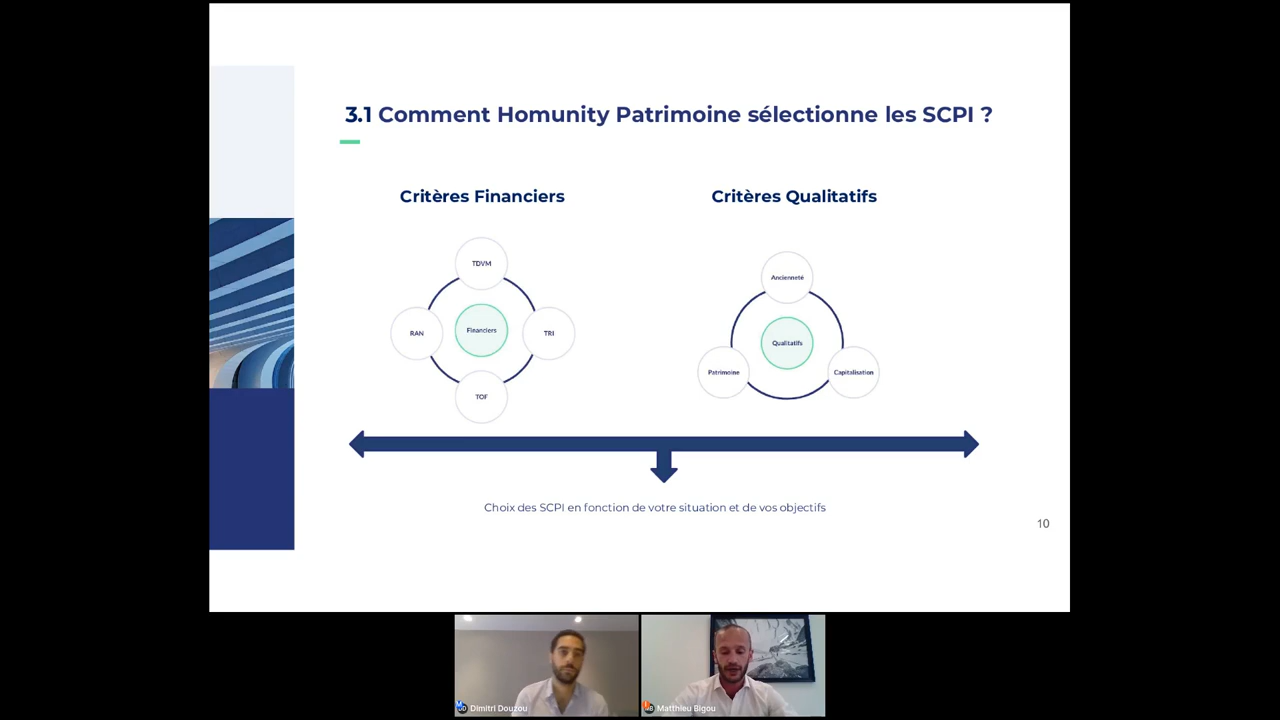 3.1 Comment Homunity Patrimoine sélectionne les SCPI ?
Critères Financiers
Critères Qualitatifs
TDVM
RAN
Financiers
TRI
TOF
Ancienneté
Qualitatifs
Patrimoine
Capitalisation
Choix des SCPI en fonction de votre situation et de vos objectifs
10
Dimitri Douzou
Matthieu Bigou